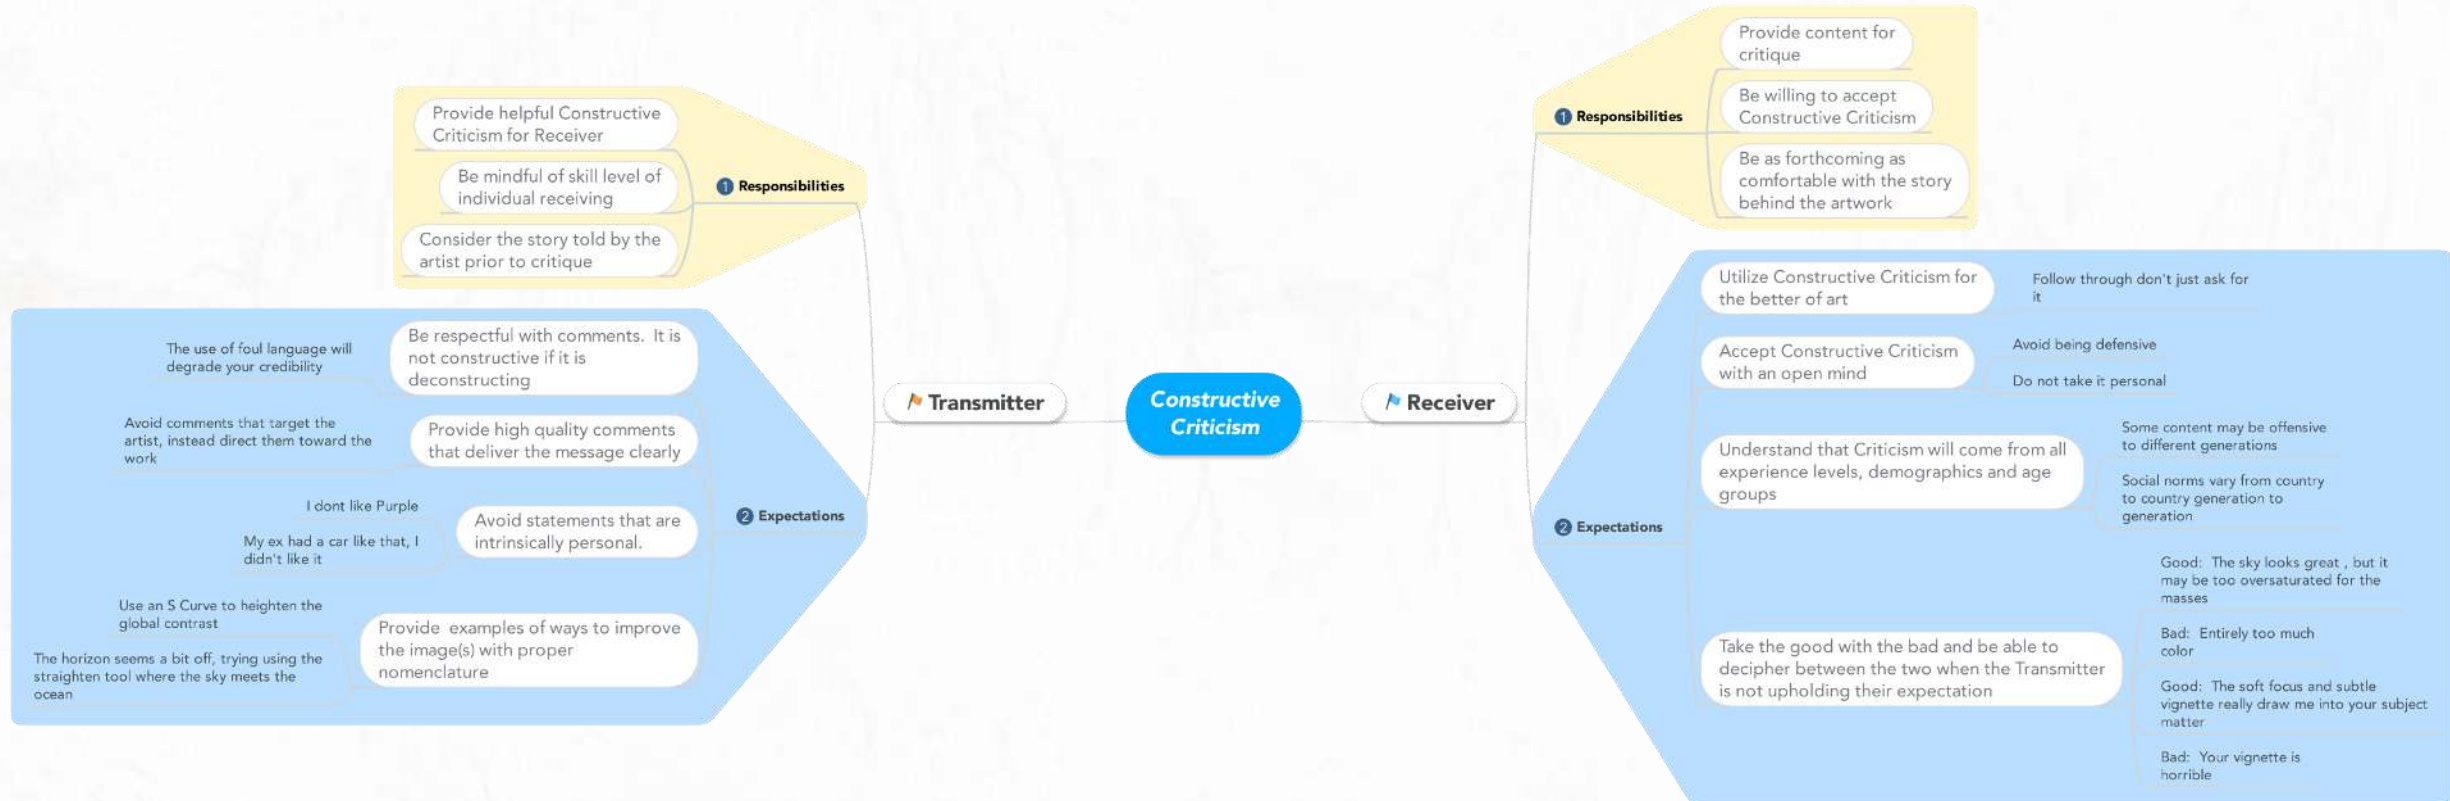 Constructive
Criticism
Transmitter
1 Responsibilities
Provide helpful Constructive
Criticism for Receiver
Be mindful of skill level of
individual receiving
Consider the story told by the
artist prior to critique
2 Expectations
Be respectful with comments.  It is
not constructive if it is
deconstructing
The use of foul language will
degrade your credibility
Provide high quality comments
that deliver the message clearly
Avoid comments that target the
artist, instead direct them toward the
work
Avoid statements that are
intrinsically personal.
I dont like Purple
My ex had a car like that, I
didn't like it
Provide  examples of ways to improve
the image(s) with proper
nomenclature
Use an S Curve to heighten the
global contrast
The horizon seems a bit off, trying using the
straighten tool where the sky meets the
ocean
Receiver
1 Responsibilities
Provide content for
critique
Be willing to accept
Constructive Criticism
Be as forthcoming as
comfortable with the story
behind the artwork
2 Expectations
Utilize Constructive Criticism for
the better of art
Follow through don't just ask for
it
Accept Constructive Criticism
with an open mind
Avoid being defensive
Do not take it personal
Understand that Criticism will come from all
experience levels, demographics and age
groups
Some content may be offensive
to different generations
Social norms vary from country
to country generation to
generation
Take the good with the bad and be able to
decipher between the two when the Transmitter
is not upholding their expectation
Good:  The sky looks great , but it
may be too oversaturated for the
masses
Bad:  Entirely too much
color
Good:  The soft focus and subtle
vignette really draw me into your subject
matter
Bad:  Your vignette is
horrible